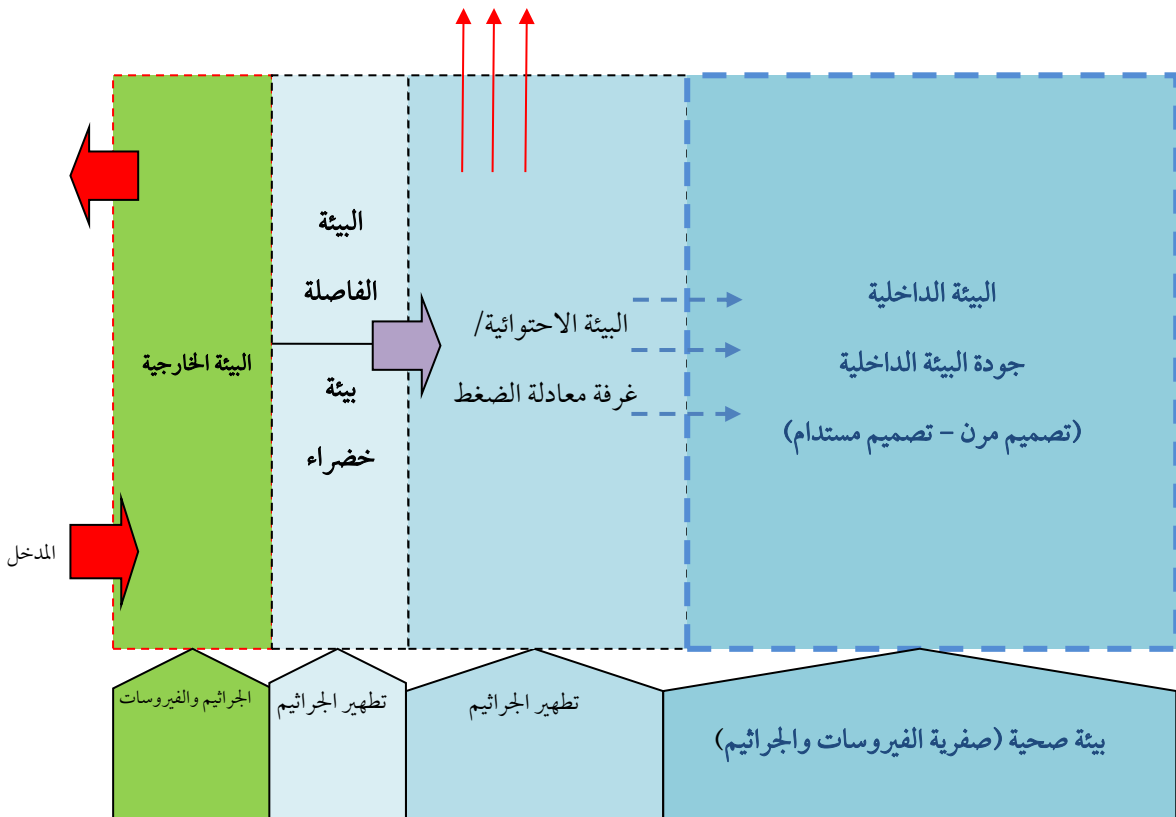 البيئة
الفاصلة
بيئة
خضراء
البيئة الخارجية
البيئة الاحتوائية/
غرفة معادلة الضغط
البيئة الداخلية
جودة البيئة الداخلية
(تصميم مرن – تصميم مستدام)
المدخل
الجراثيم والفيروسات
تطهير الجراثيم
تطهير الجراثيم
بيئة صحية (صفرية الفيروسات والجراثيم)